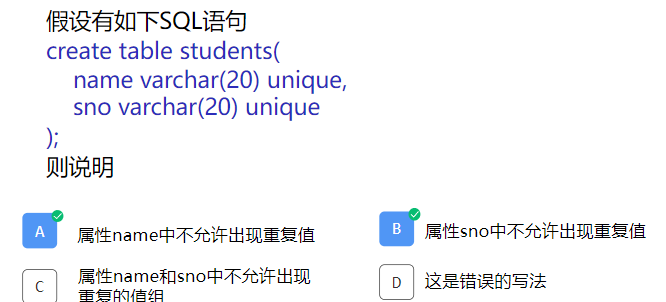 假设有如下SQL语句
create table students(
name varchar(20) unique,
sno varchar(20) unique
);
则说明
A 属性name中不允许出现重复值
B 属性sno中不允许出现重复值
C 属性name和sno中不允许出现
重复的值组
D 这是错误的写法